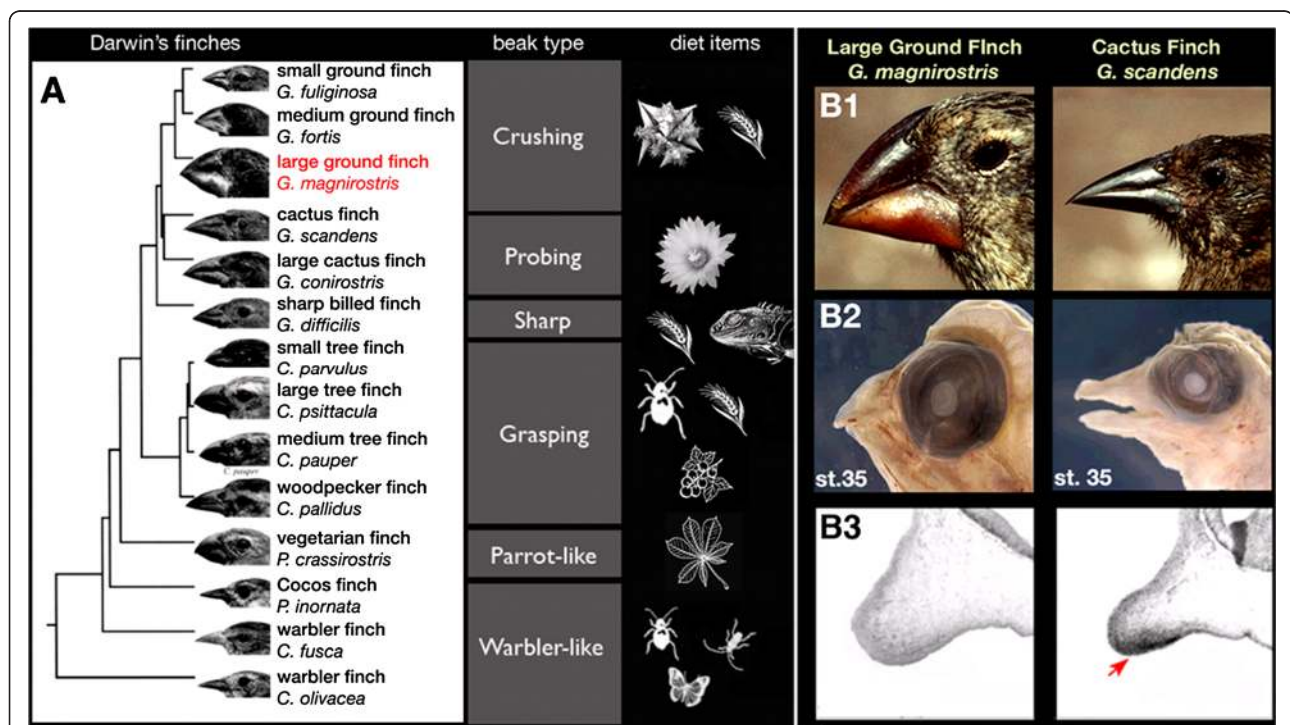 Darwin's finches
beak type
diet items
A
small ground finch
G. fuliginosa
medium ground finch
G. fortis
large ground finch
G. magnirostris
cactus finch
G. scandens
large cactus finch
G. conirostris
sharp billed finch
G. difficilis
small tree finch
C. parvulus
large tree finch
C. psittacula
medium tree finch
C. pauper
C. pauper
woodpecker finch
C. pallidus
vegetarian finch
P. crassirostris
Cocos finch
P. inornata
warbler finch
C. fusca
warbler finch
C. olivacea
Crushing
Probing
Sharp
Grasping
Parrot-like
Warbler-like
Large Ground FInch
G. magnirostris
Cactus Finch
G. scandens
B1
B2
st.35
st. 35
B3